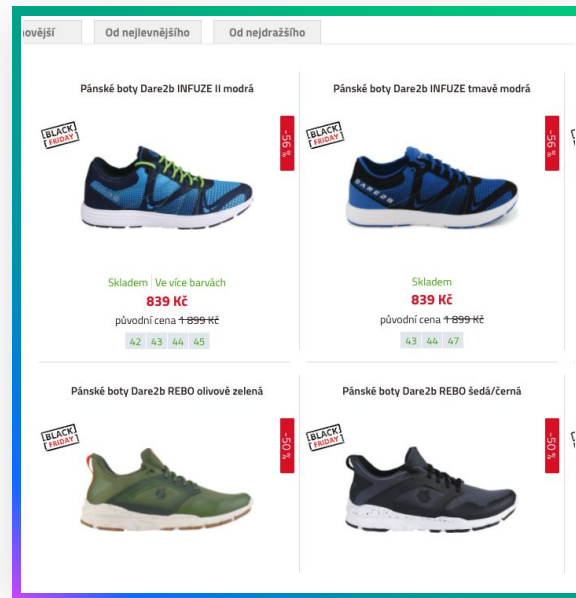 ovější
Od nejlevnějšího
Od nejdražšího
Pánské boty Dare2b INFUZE II modrá
BLACK
FRIDAY
-56%
Skladem
Ve více barvách
839 Kč
původní cena 1 899 Kč
42 43 44 45
Pánské boty Dare2b INFUZE tmavě modrá
BLACK
FRIDAY
-56%
DARE2B
Skladem
839 Kč
původní cena 1 899 Kč
43 44 47
Pánské boty Dare2b REBO olivově zelená
BLACK
FRIDAY
-50%
Pánské boty Dare2b REBO šedá/černá
BLACK
FRIDAY
-50%